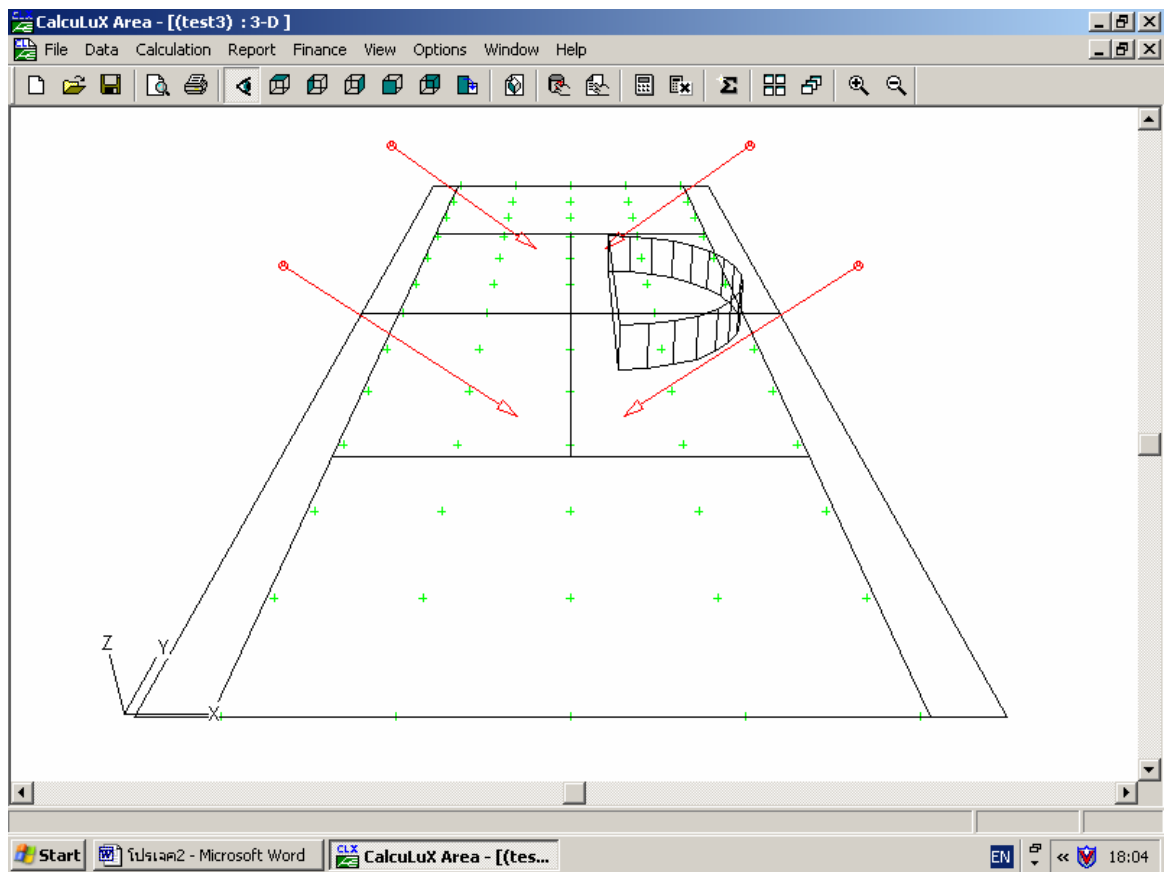 CalcuLuX Area - [(test3) : 3-D ]
File Data Calculation Report Finance View Options Window Help
Z
Y
X
Start
โปรเจค2 - Microsoft Word
CLX
CalcuLuX Area - [(tes...
EN
18:04